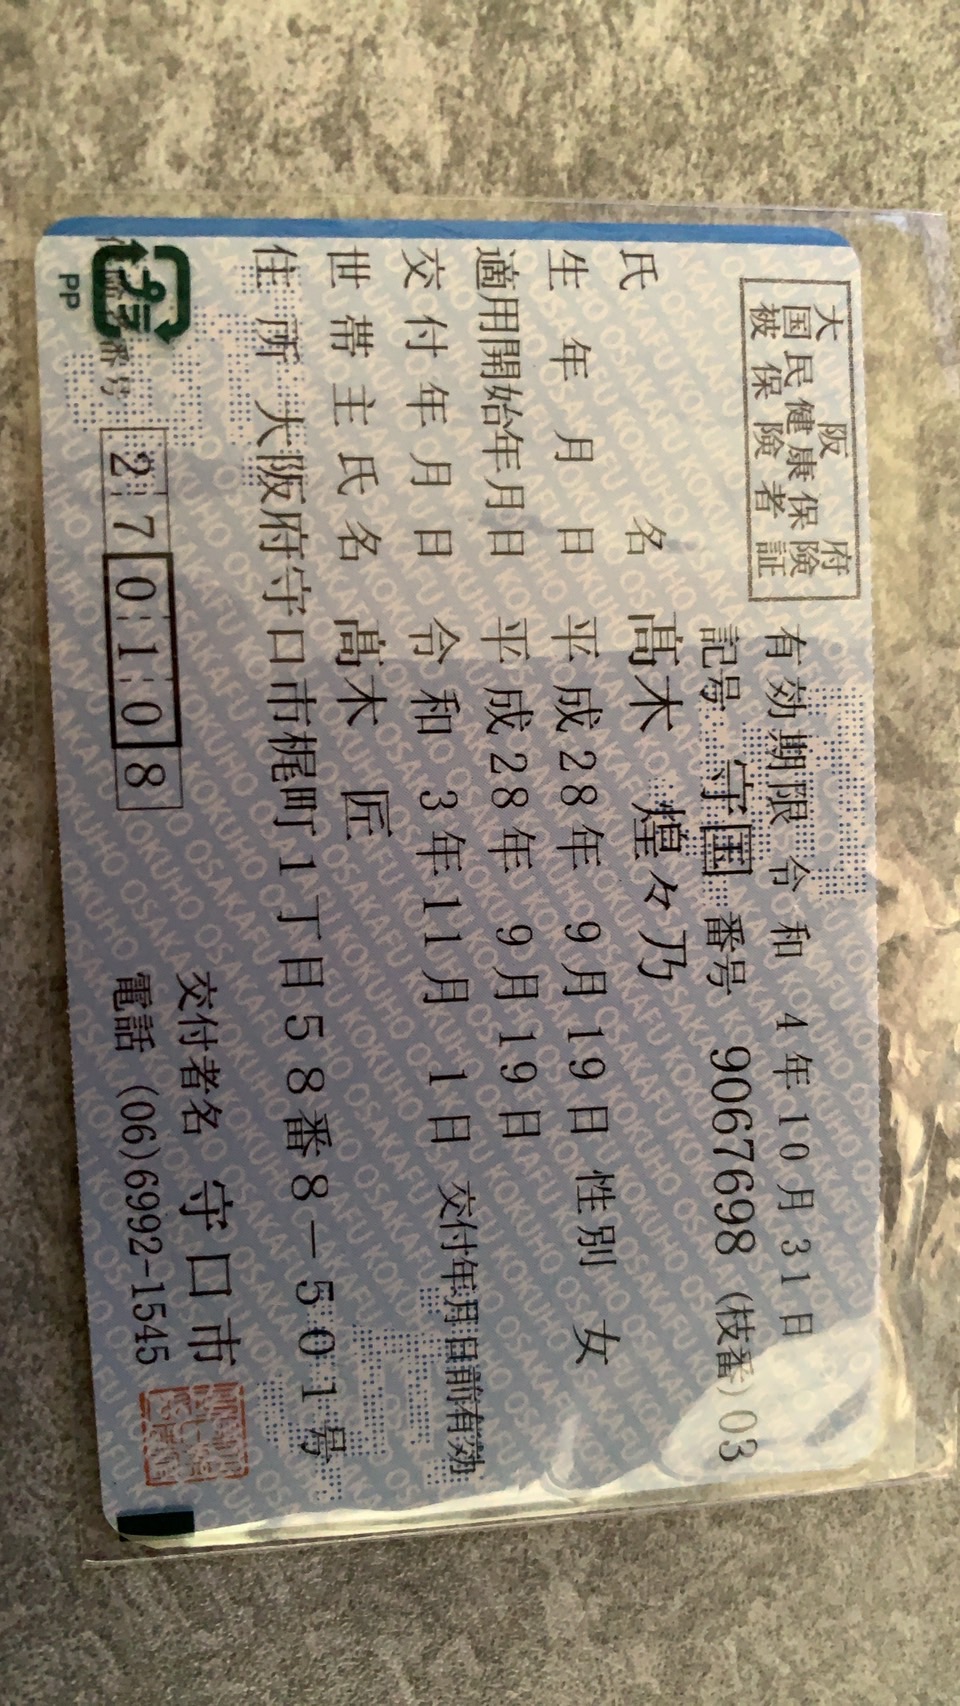 大阪府
国民健康保険
被保険者証
有効期限 令和 4年10月31日
記号 守国 番号 9067698 (枝番) 03
氏名 髙木 煌々乃
生年月日 平成28年 9月19日 性別 女
適用開始年月日 平成28年 9月19日
交付年月日 令和 3年11月 1日 交付年月日前有効
世帯主氏名 髙木 匠
住所 大阪府守口市梶町1丁目58番8－501号
番号 270108
交付者名 守口市
電話 (06)6992-1545
プラ
PP